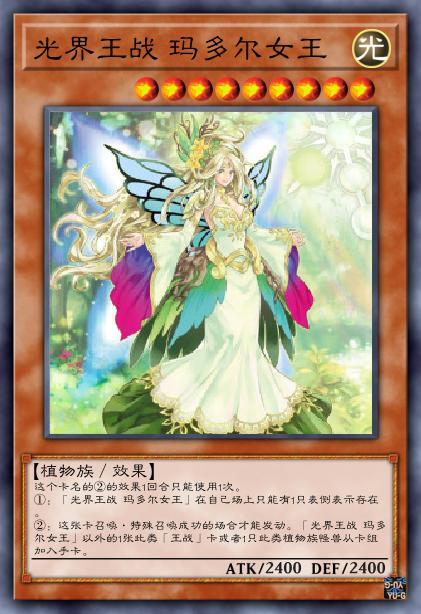 光界王战 玛多尔女王
光
【植物族/效果】
这个卡名的②的效果1回合只能使用1次。
①：「光界王战 玛多尔女王」在自己场上只能有1只表侧表示存在
。
②：这张卡召唤·特殊召唤成功的场合才能发动。「光界王战 玛多
尔女王」以外的1张此类「王战」卡或者1只此类植物族怪兽从卡组
加入手卡。
ATK/2400 DEF/2400